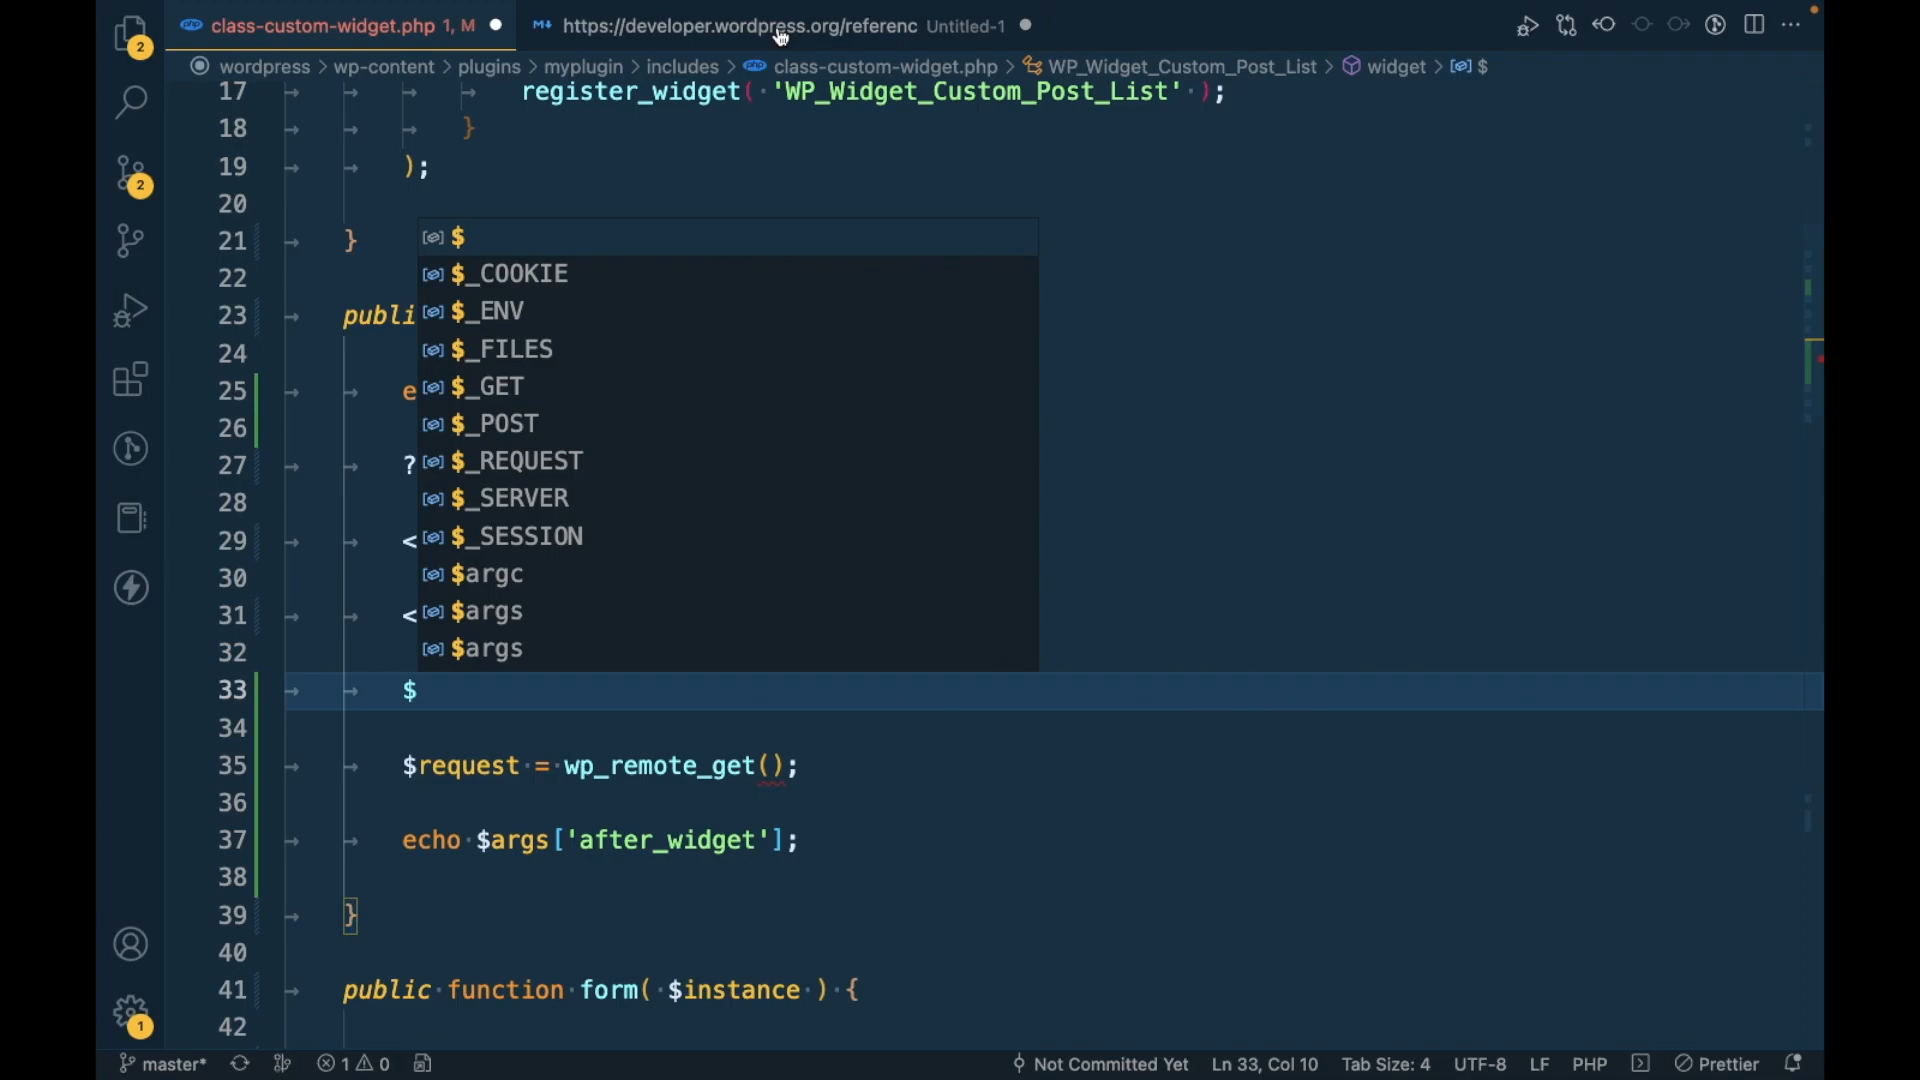 2
class-custom-widget.php 1, M
https://developer.wordpress.org/referenc Untitled-1
wordpress > wp-content > plugins > myplugin > includes > class-custom-widget.php > WP_Widget_Custom_Post_List > widget > $
17 register_widget( 'WP_Widget_Custom_Post_List' );
18 }
19 );
20
21 }
22
23 publi
24
25 e
26
27 ?
28
29 <
30
31 <
32
33 $
34
35 $request = wp_remote_get();
36
37 echo $args['after_widget'];
38
39 }
40
41 public function form( $instance ) {
42
$
$_COOKIE
$_ENV
$_FILES
$_GET
$_POST
$_REQUEST
$_SERVER
$_SESSION
$argc
$args
$args
2
1
master* 1 0 Not Committed Yet Ln 33, Col 10 Tab Size: 4 UTF-8 LF PHP Prettier